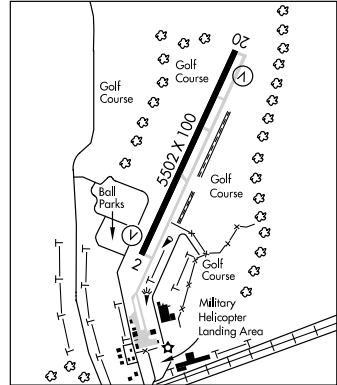 20
Golf
Course
Golf
Course
V
5502 X 100
Golf
Course
Ball
Parks
V
2
Golf
Course
Military
Helicopter
Landing Area